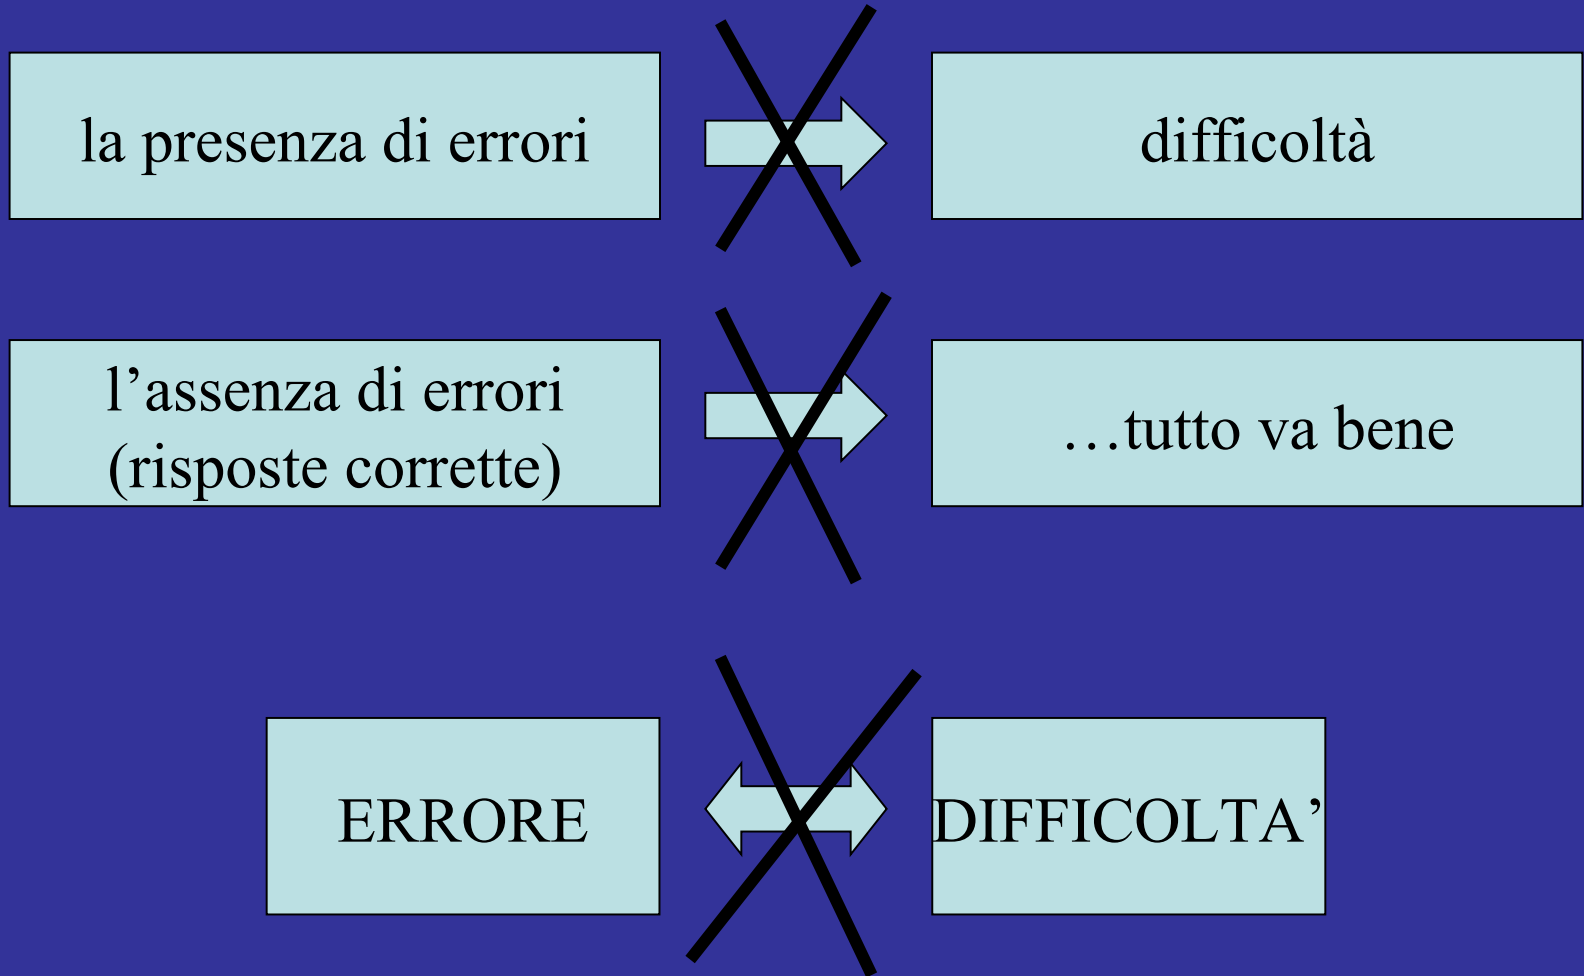 la presenza di errori
difficoltà
l’assenza di errori
(risposte corrette)
…tutto va bene
ERRORE
DIFFICOLTA’